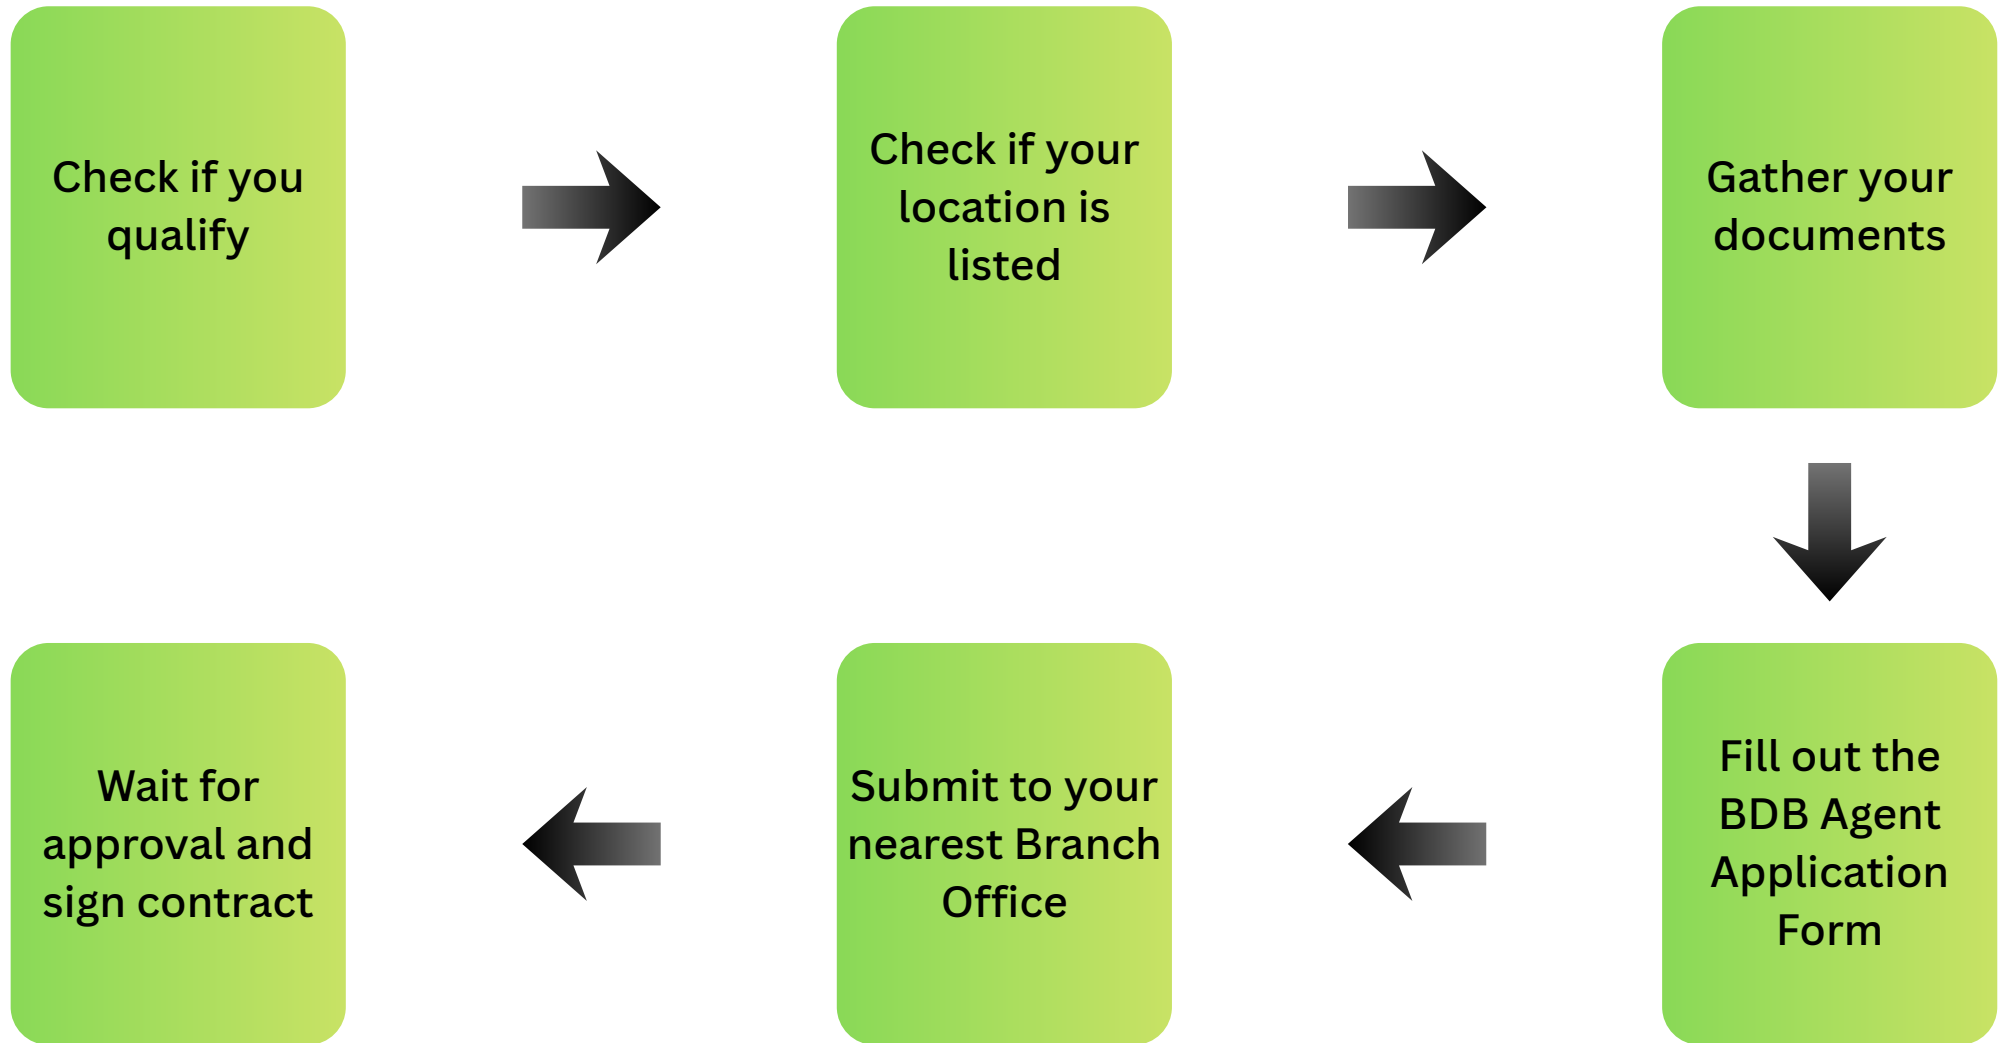 Check if you
qualify
Check if your
location is
listed
Gather your
documents
Fill out the
BDB Agent
Application
Form
Submit to your
nearest Branch
Office
Wait for
approval and
sign contract